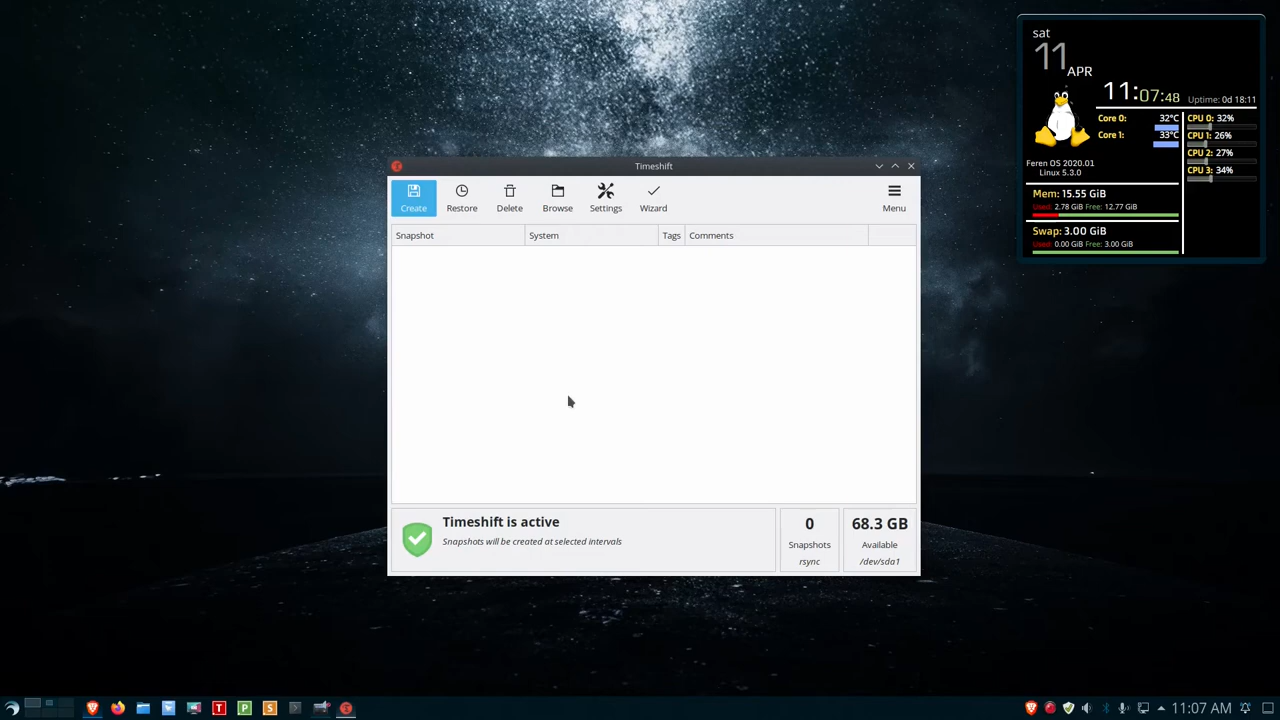 Timeshift
Create
Restore
Delete
Browse
Settings
Wizard
Menu
Snapshot
System
Tags
Comments
Timeshift is active
Snapshots will be created at selected intervals
0
Snapshots
rsync
68.3 GB
Available
/dev/sda1
sat
11
APR
11:07:48
Uptime: 0d 18:11
Core 0: 32°C
Core 1: 33°C
Feren OS 2020.01
Linux 5.3.0
Mem: 15.55 GiB
Used: 2.78 GiB Free: 12.77 GiB
Swap: 3.00 GiB
Used: 0.00 GiB Free: 3.00 GiB
CPU 0: 32%
CPU 1: 26%
CPU 2: 27%
CPU 3: 34%
T
P
S
11:07 AM